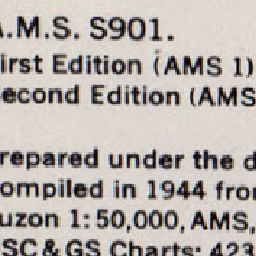 A.M.S. S901.
irst Edition (AMS 1)
econd Edition (AMS
repared under the d
ompiled in 1944 fro
uzon 1:50,000, AMS,
SC & GS Charts: 423